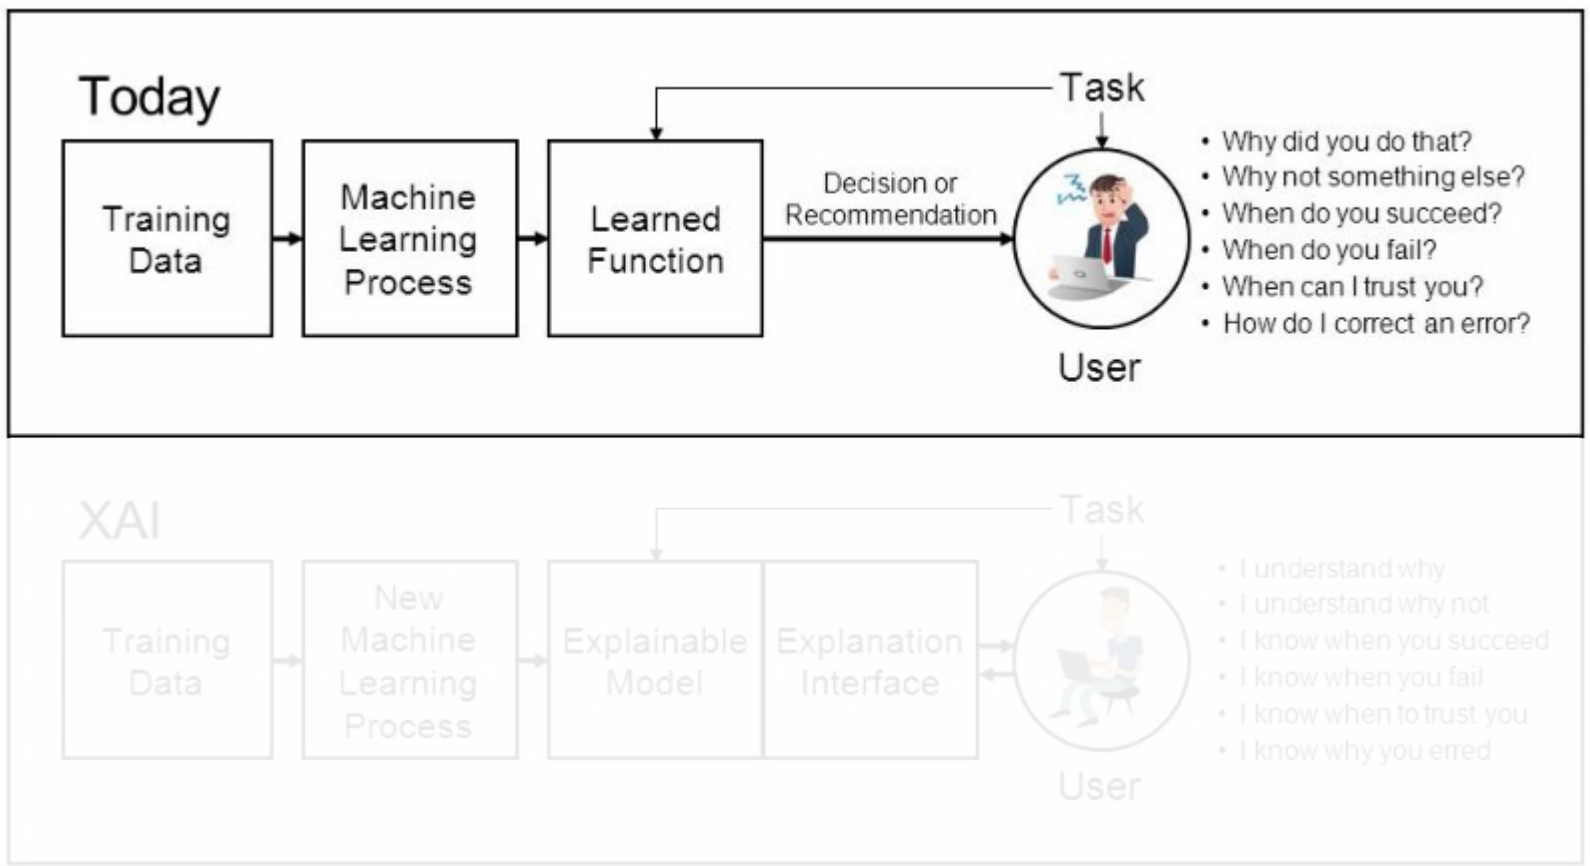 Today
Task
Training
Data
Machine
Learning
Process
Learned
Function
Decision or
Recommendation
User
• Why did you do that?
• Why not something else?
• When do you succeed?
• When do you fail?
• When can I trust you?
• How do I correct an error?
XAI
Task
Training
Data
New
Machine
Learning
Process
Explainable
Model
Explanation
Interface
User
• I understand why
• I understand why not
• I know when you succeed
• I know when you fail
• I know when to trust you
• I know why you erred